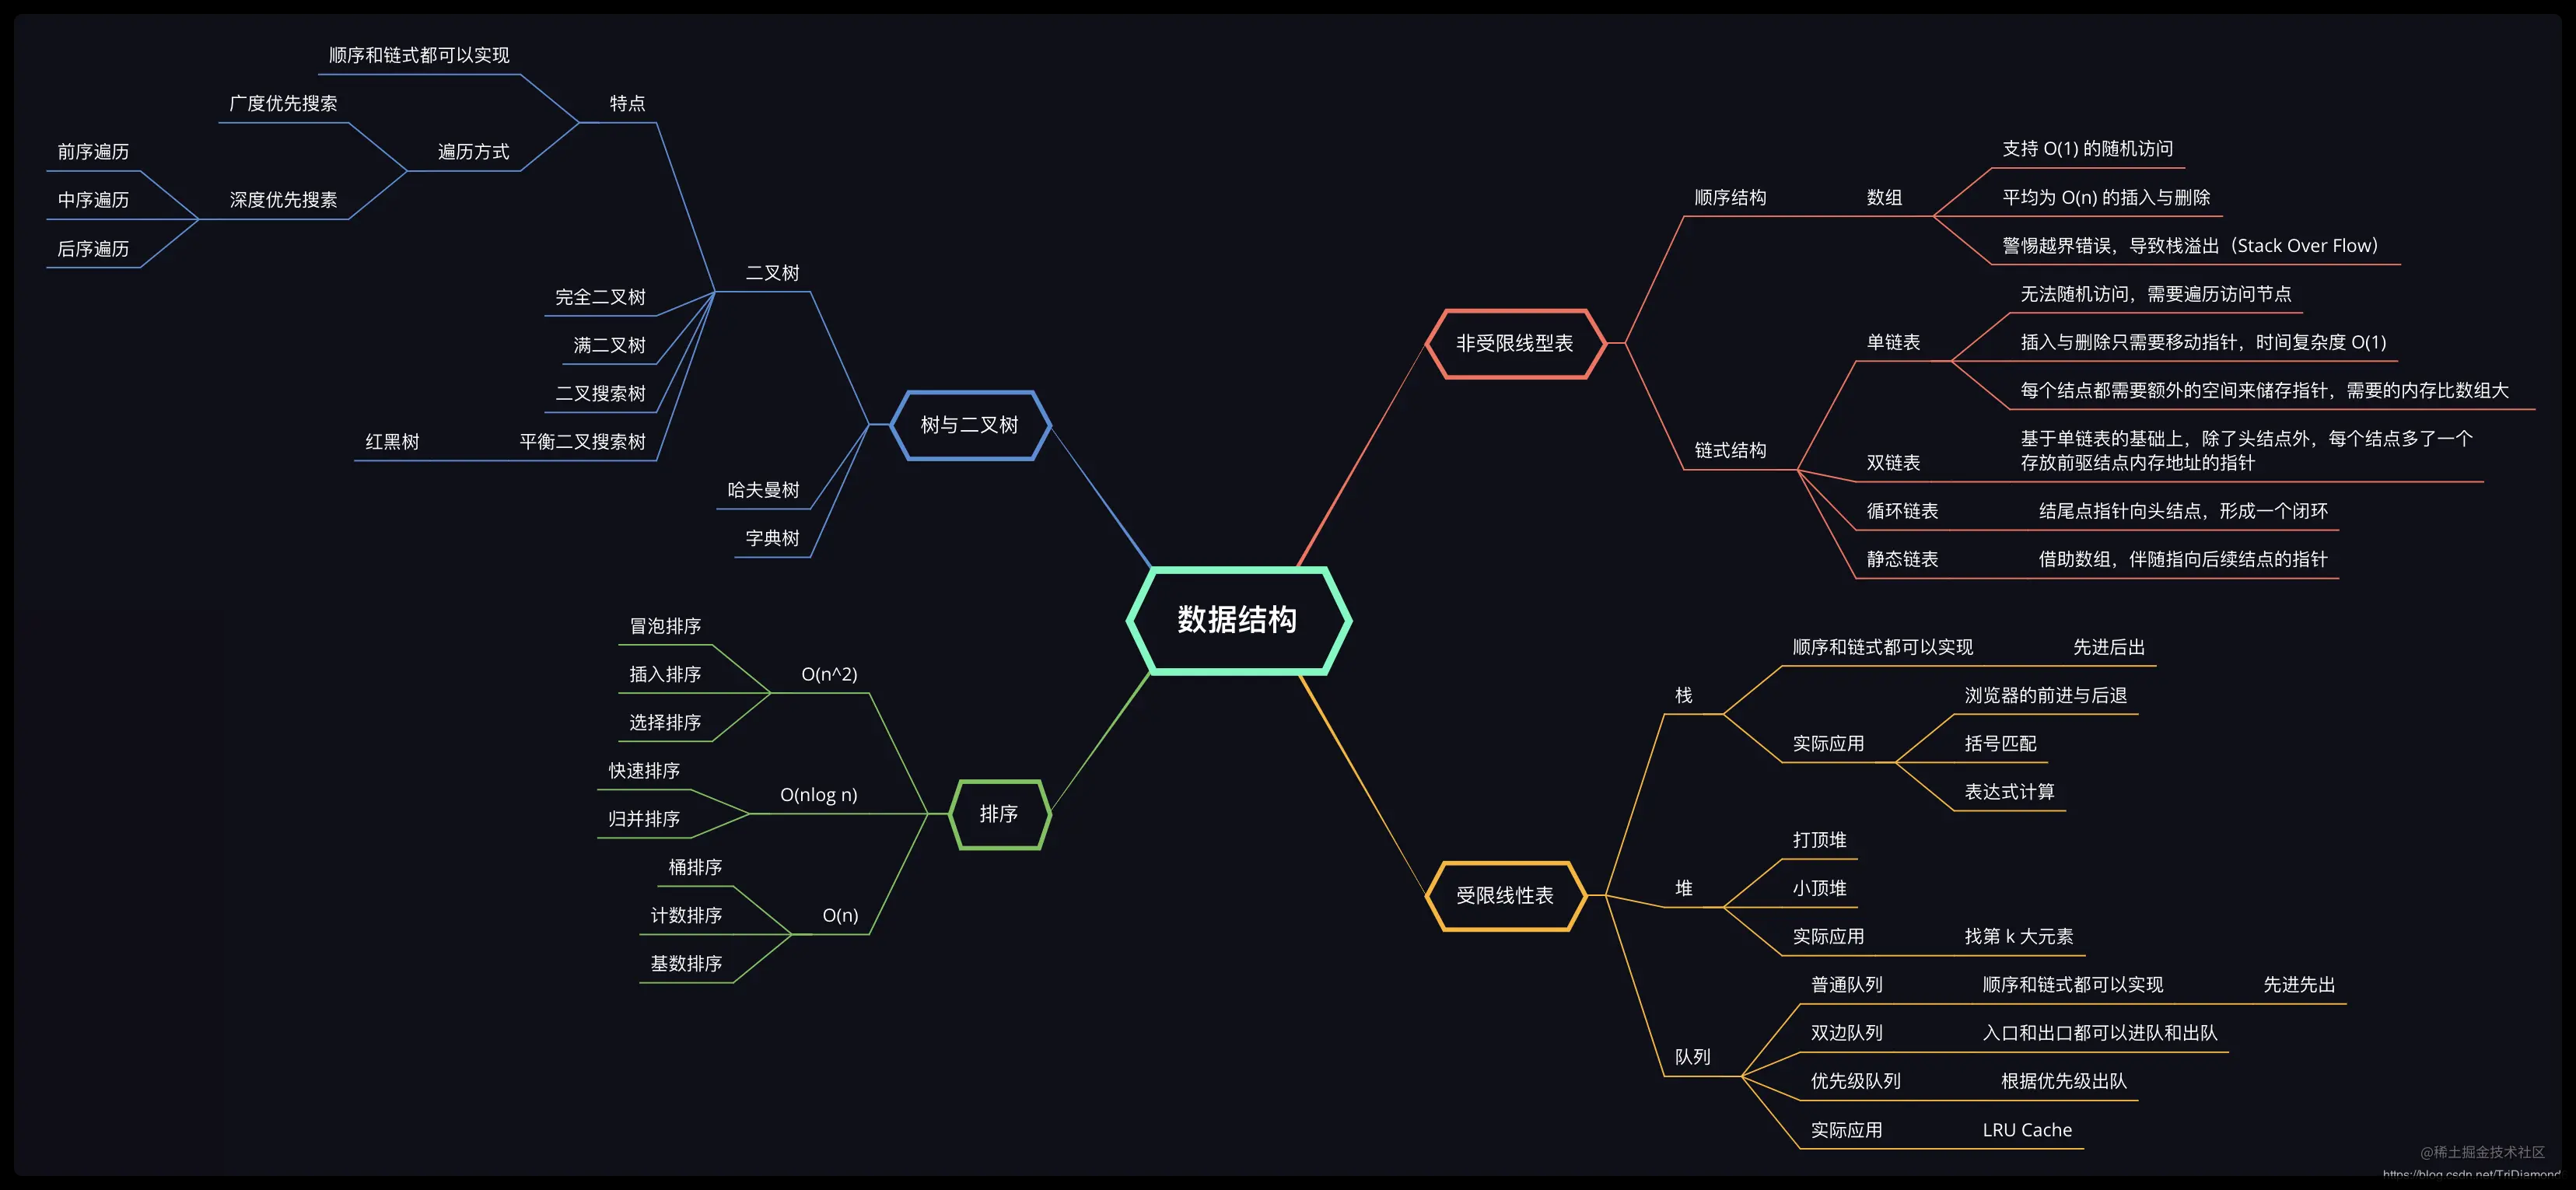 数据结构
非受限线型表
顺序结构
数组
支持 O(1) 的随机访问
平均为 O(n) 的插入与删除
警惕越界错误，导致栈溢出（Stack Over Flow）
链式结构
单链表
无法随机访问，需要遍历访问节点
插入与删除只需要移动指针，时间复杂度 O(1)
每个结点都需要额外的空间来储存指针，需要的内存比数组大
双链表
基于单链表的基础上，除了头结点外，每个结点多了一个
存放前驱结点内存地址的指针
循环链表
结尾点指针向头结点，形成一个闭环
静态链表
借助数组，伴随指向后续结点的指针
受限线性表
栈
顺序和链式都可以实现
先进后出
实际应用
浏览器的前进与后退
括号匹配
表达式计算
堆
打顶堆
小顶堆
实际应用
找第 k 大元素
队列
普通队列
顺序和链式都可以实现
先进先出
双边队列
入口和出口都可以进队和出队
优先级队列
根据优先级出队
实际应用
LRU Cache
树与二叉树
二叉树
特点
顺序和链式都可以实现
遍历方式
广度优先搜索
深度优先搜素
前序遍历
中序遍历
后序遍历
完全二叉树
满二叉树
二叉搜索树
平衡二叉搜索树
红黑树
哈夫曼树
字典树
排序
O(n^2)
冒泡排序
插入排序
选择排序
O(nlog n)
快速排序
归并排序
O(n)
桶排序
计数排序
基数排序
@稀土掘金技术社区
https://blog.csdn.net/TriDiamond